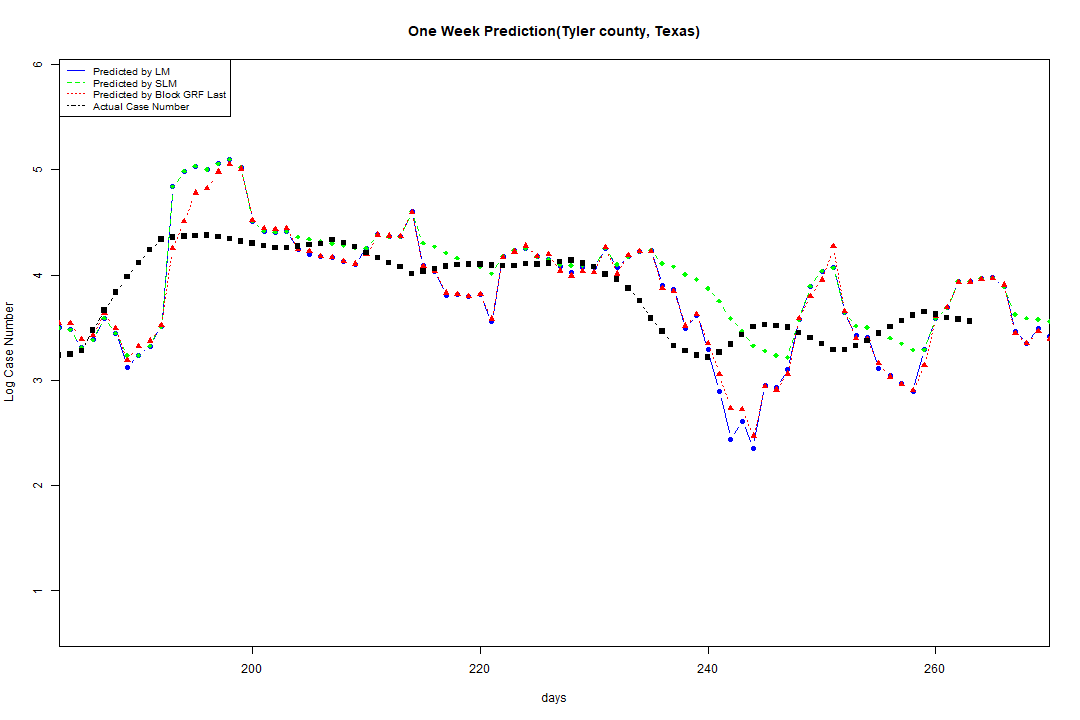 One Week Prediction(Tyler county, Texas)
Predicted by LM
Predicted by SLM
Predicted by Block GRF Last
Actual Case Number
6
5
4
3
2
1
Log Case Number
200 220 240 260
days